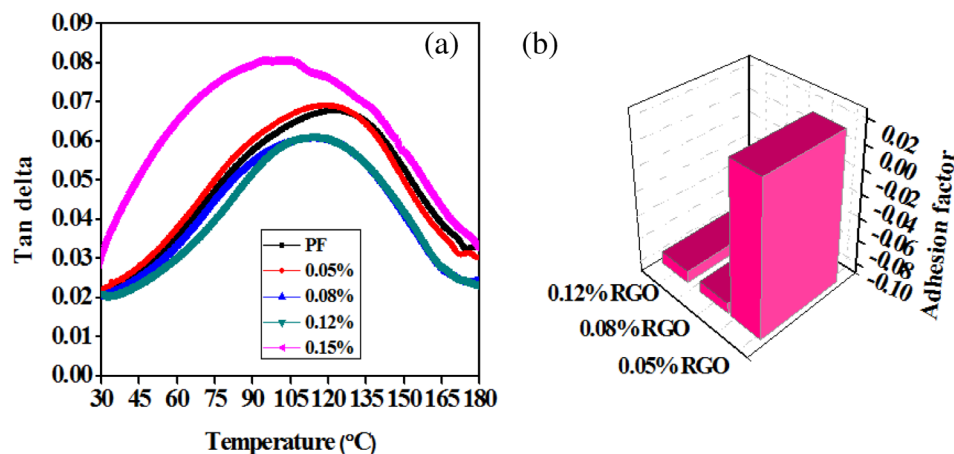 (a)
Tan delta
0.09
0.08
0.07
0.06
0.05
0.04
0.03
0.02
0.01
0.00
PF
0.05%
0.08%
0.12%
0.15%
30 45 60 75 90 105 120 135 150 165 180
Temperature (°C)
(b)
0.02
0.00
-0.02
-0.04
-0.06
-0.08
-0.10
Adhesion factor
0.12% RGO
0.08% RGO
0.05% RGO